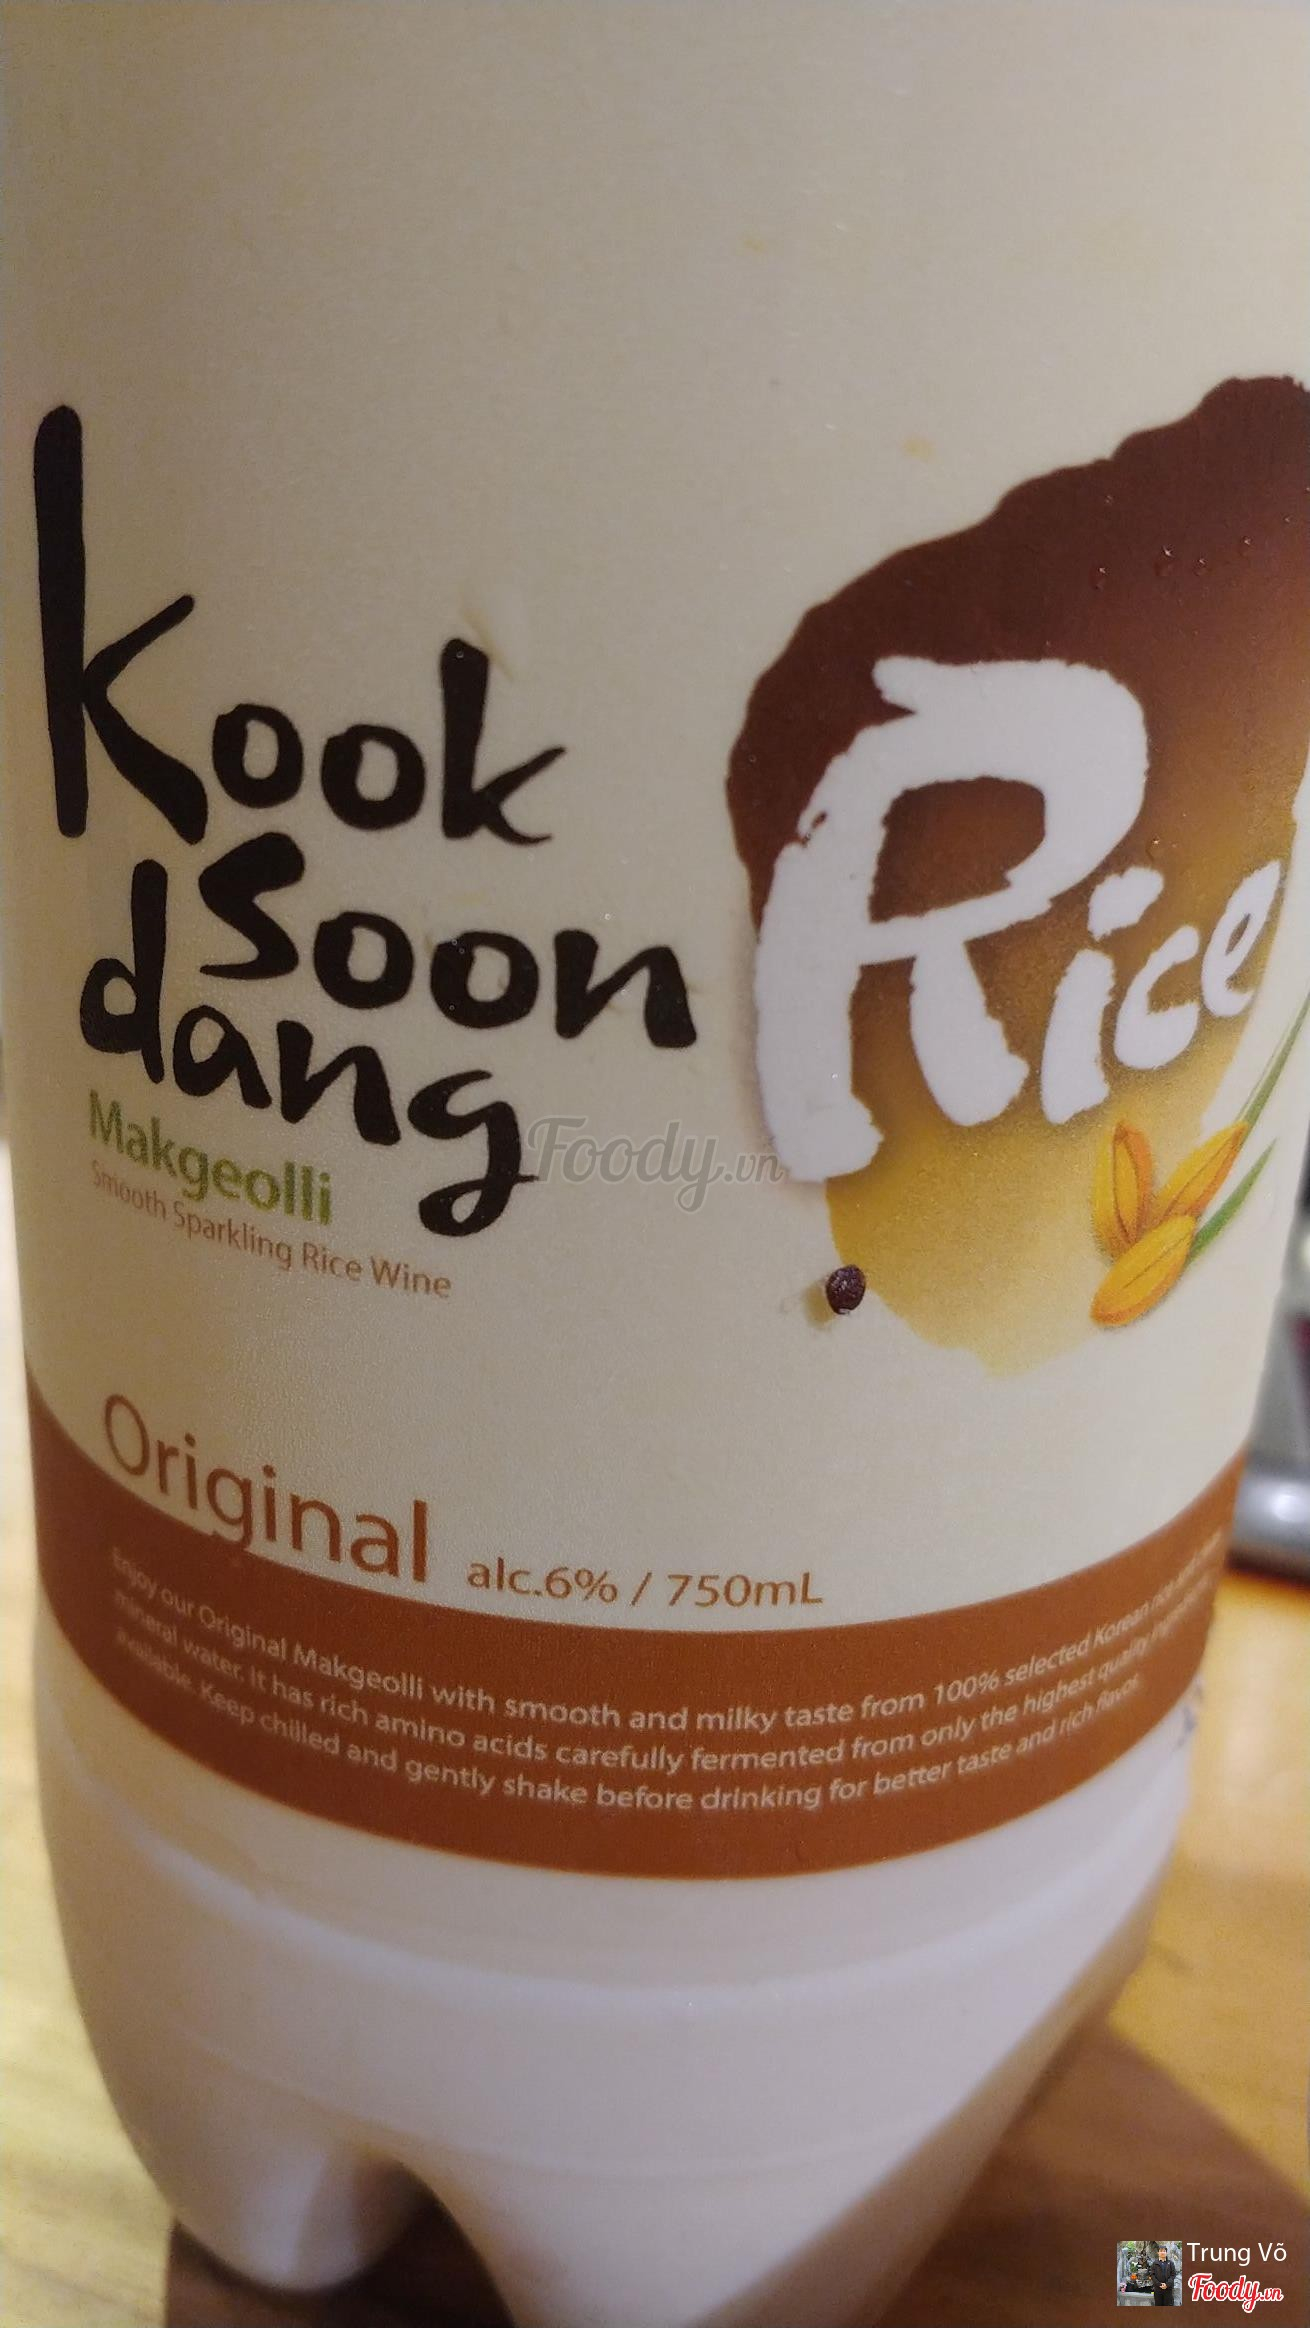 Kook
Soon
dang
Rice
Makgeolli
Smooth Sparkling Rice Wine
Foody.vn
Original
alc.6% / 750mL
Enjoy our Original Makgeolli with smooth and milky taste from 100% selected Korean rice and
mineral water. It has rich amino acids carefully fermented from only the highest quality ingredients
available. Keep chilled and gently shake before drinking for better taste and rich flavor.
Trung Võ
Foody.vn